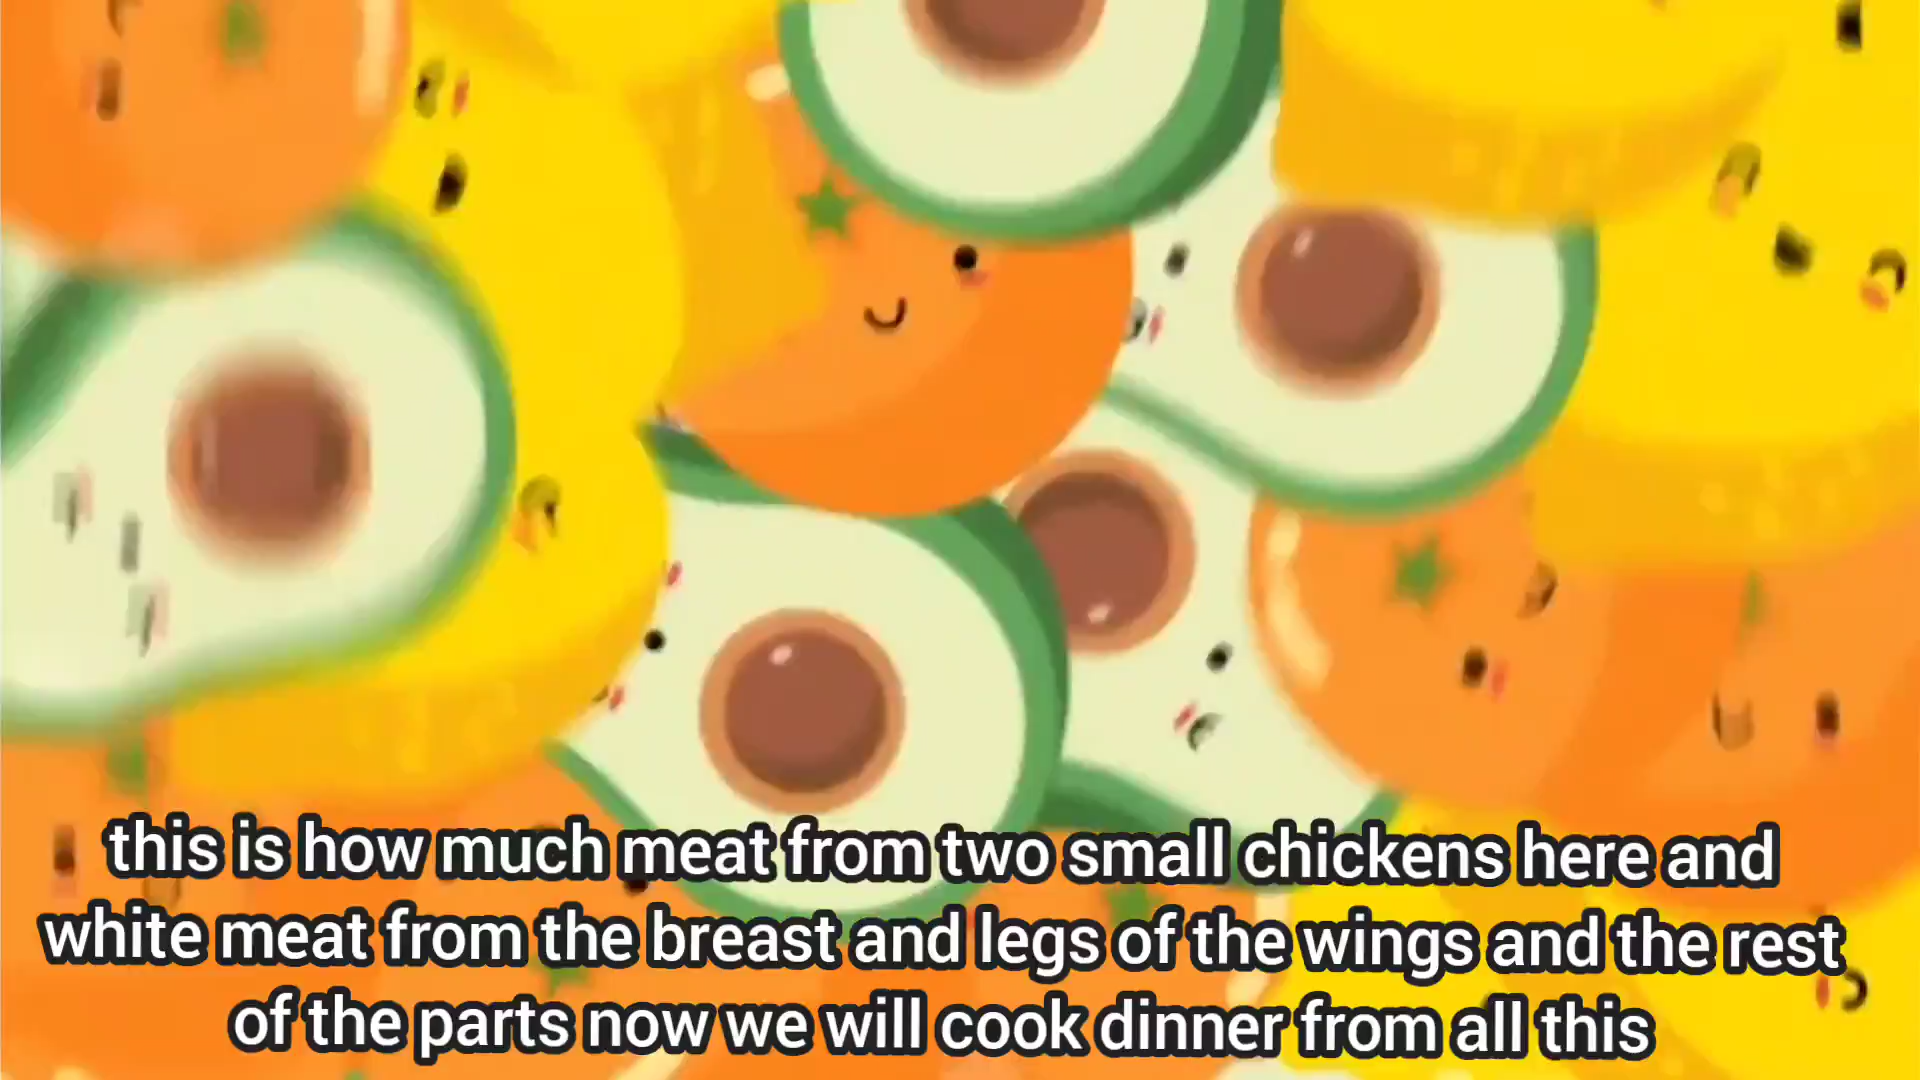 this is how much meat from two small chickens here and
white meat from the breast and legs of the wings and the rest
of the parts now we will cook dinner from all this